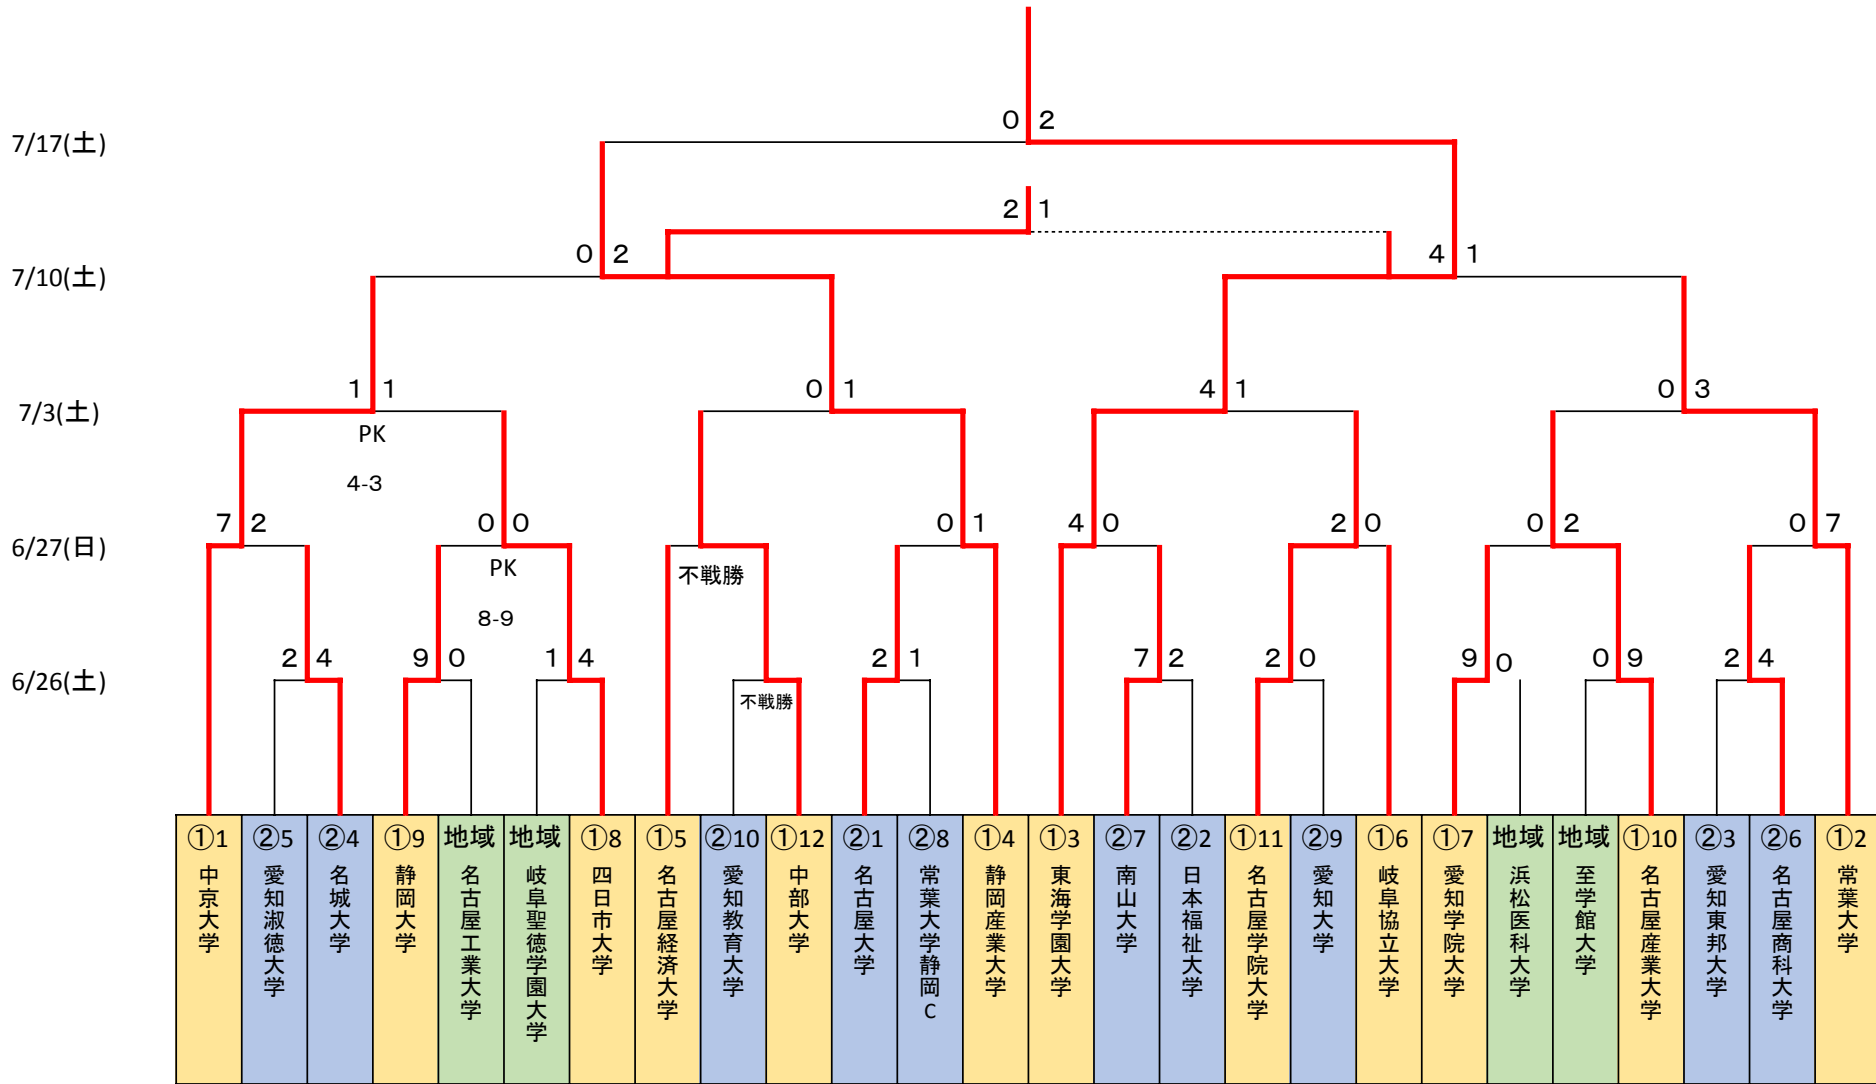 0 2
7/17(土)
2 1
0 2
4 1
7/10(土)
1 1
0 1
4 1
0 3
7/3(土)
PK
4-3
7 2
0 0
0 1
4 0
2 0
0 2
0 7
6/27(日)
PK
不戦勝
8-9
2 4
9 0
1 4
2 1
7 2
2 0
9 0
0 9
2 4
6/26(土)
不戦勝
①1
②5
②4
①9
地域
地域
①8
①5
②10
①12
②1
②8
①4
①3
②7
②2
①11
②9
①6
①7
地域
地域
①10
②3
②6
①2
中京大学
愛知淑徳大学
名城大学
静岡大学
名古屋工業大学
岐阜聖徳学園大学
四日市大学
名古屋経済大学
愛知教育大学
中部大学
名古屋大学
常葉大学静岡C
静岡産業大学
東海学園大学
南山大学
日本福祉大学
名古屋学院大学
愛知大学
岐阜協立大学
愛知学院大学
浜松医科大学
至学館大学
名古屋産業大学
愛知東邦大学
名古屋商科大学
常葉大学